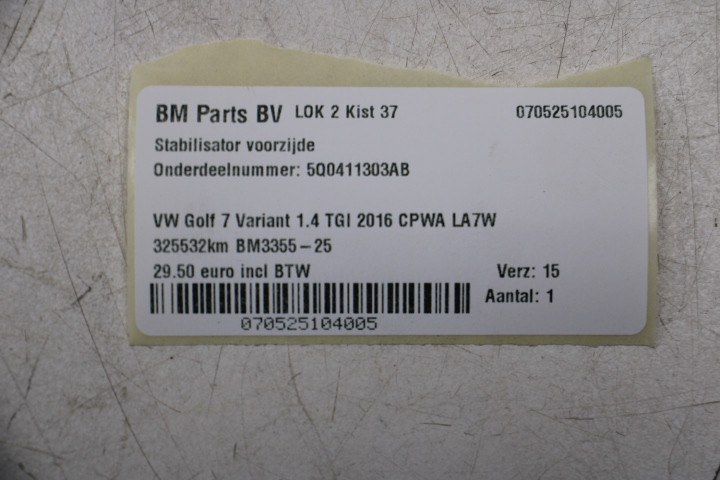 BM Parts BV LOK 2 Kist 37 070525104005
Stabilisator voorzijde
Onderdeelnummer: 5Q0411303AB
VW Golf 7 Variant 1.4 TGI 2016 CPWA LA7W
325532km BM3355-25
29.50 euro incl BTW Verz: 15
Aantal: 1
070525104005